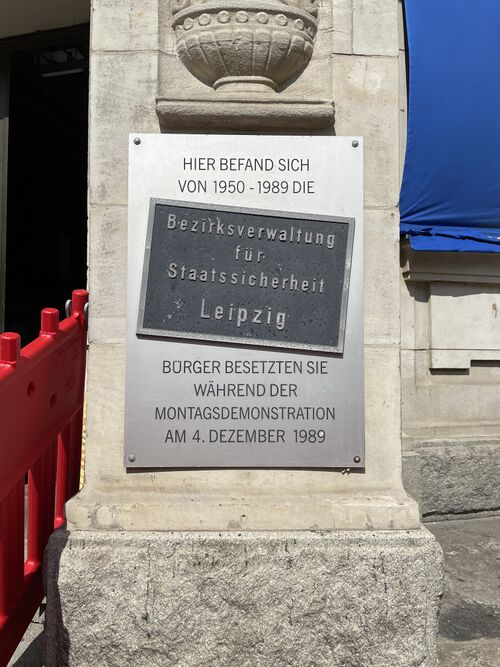 HIER BEFAND SICH
VON 1950 - 1989 DIE
Bezirksverwaltung
für
Staatssicherheit
Leipzig
BÜRGER BESETZTEN SIE
WÄHREND DER
MONTAGSDEMONSTRATION
AM 4. DEZEMBER 1989